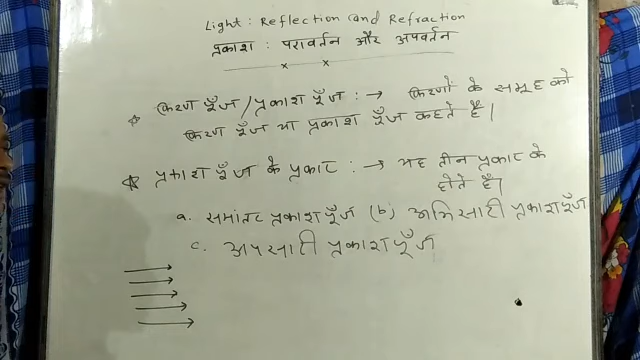 Light: Reflection and Refraction
प्रकाश : परावर्तन और अपवर्तन
* किरण पूँज / प्रकाश पूँज : → किरणों के समूह को
किरण पूँज या प्रकाश पूँज कहते हैं।
* प्रकाश पूँज के प्रकार : → यह तीन प्रकार के
होते हैं।
a. समांतर प्रकाश पूँज (b) अभिसारी प्रकाश पूँज
c. अपसारी प्रकाश पूँज